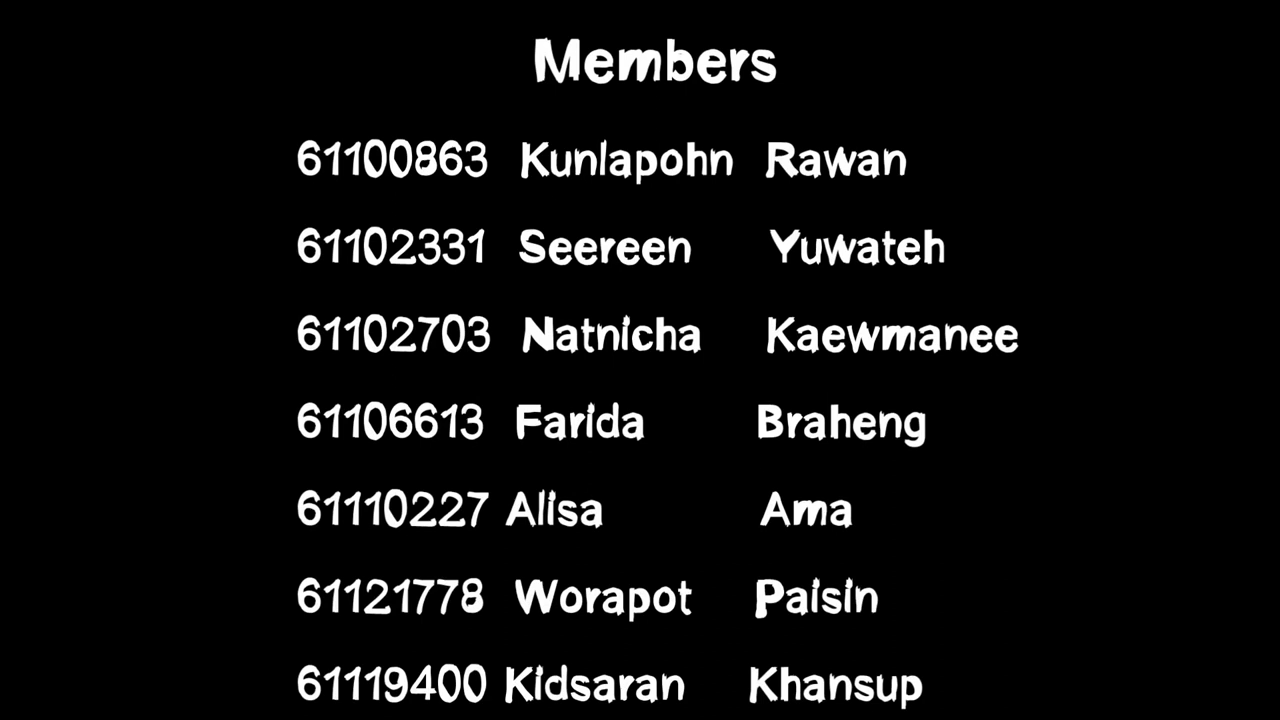 Members
61100863 Kunlapohn Rawan
61102331 Seereen Yuwateh
61102703 Natnicha Kaewmanee
61106613 Farida Braheng
61110227 Alisa Ama
61121778 Worapot Paisin
61119400 Kidsaran Khansup